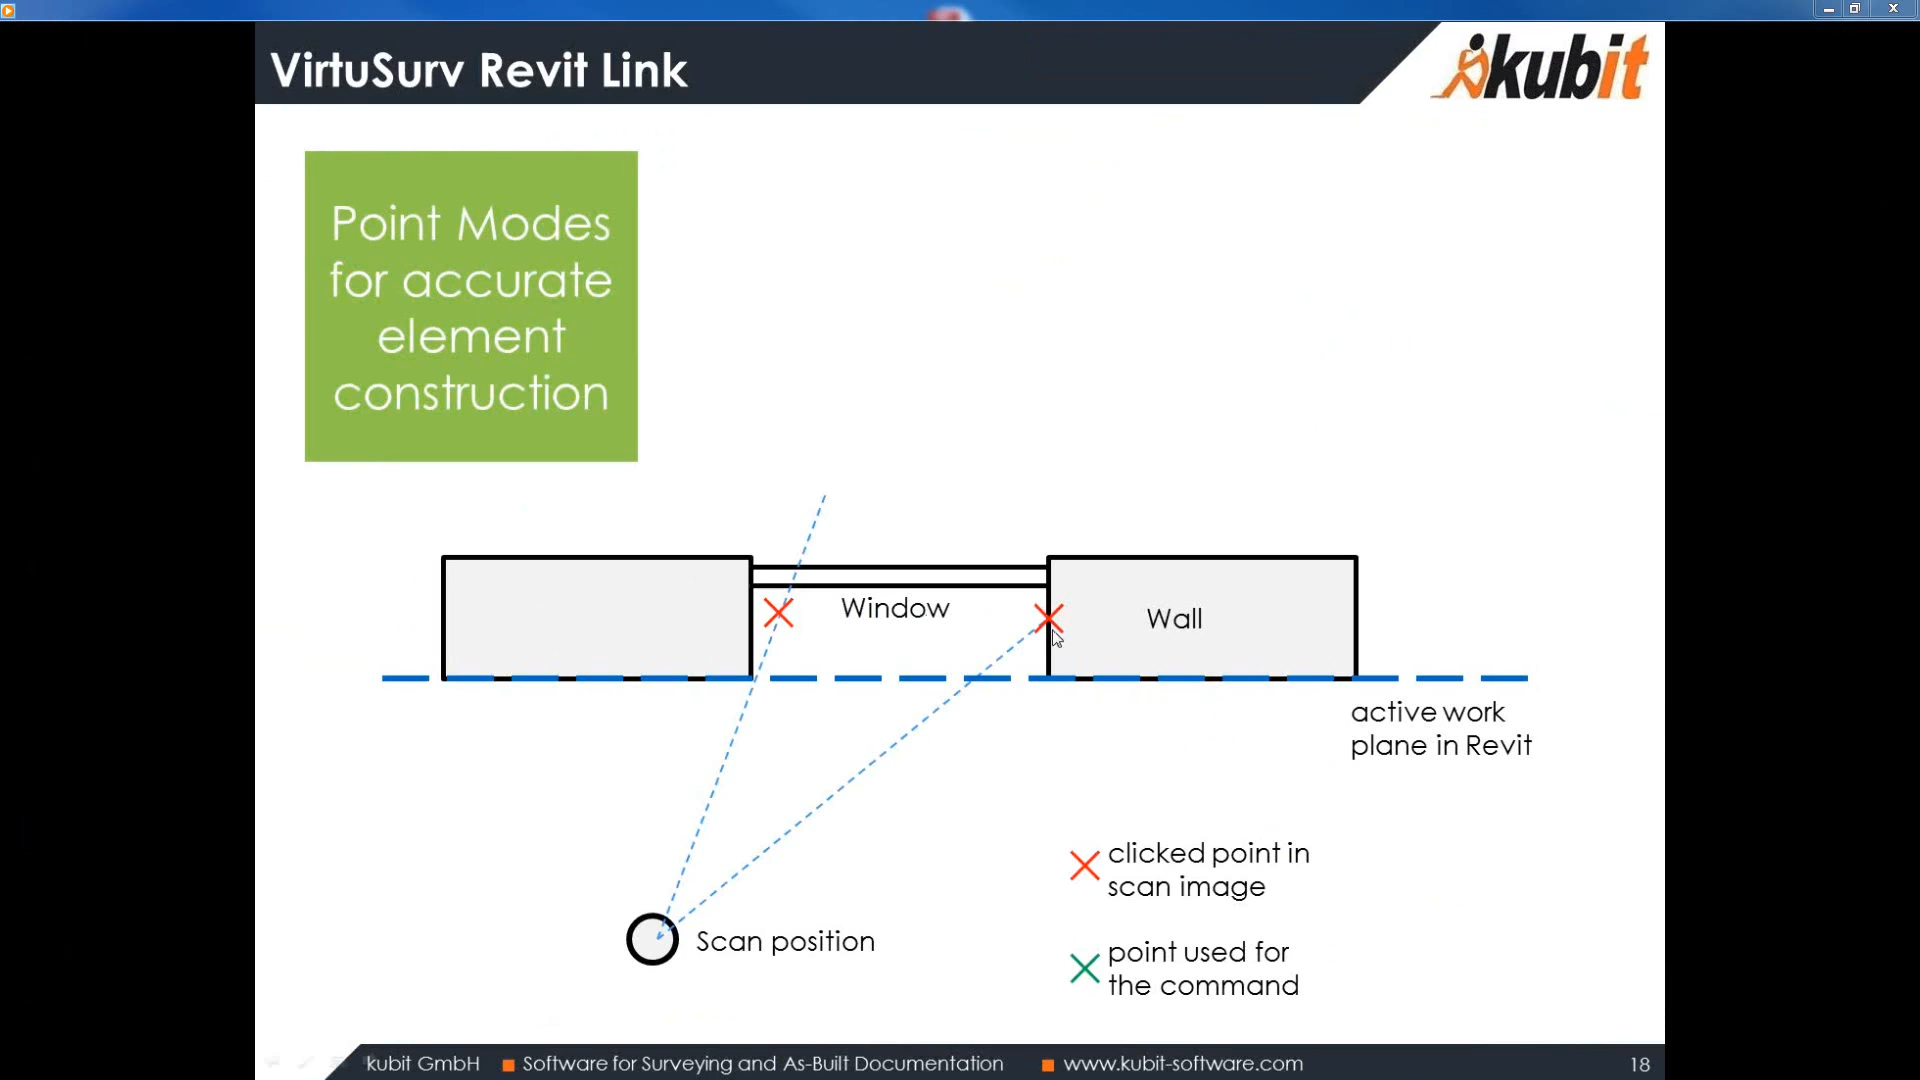 VirtuSurv Revit Link
kubit
Point Modes
for accurate
element
construction
Window
Wall
active work
plane in Revit
clicked point in
scan image
Scan position
point used for
the command
kubit GmbH Software for Surveying and As-Built Documentation www.kubit-software.com 18